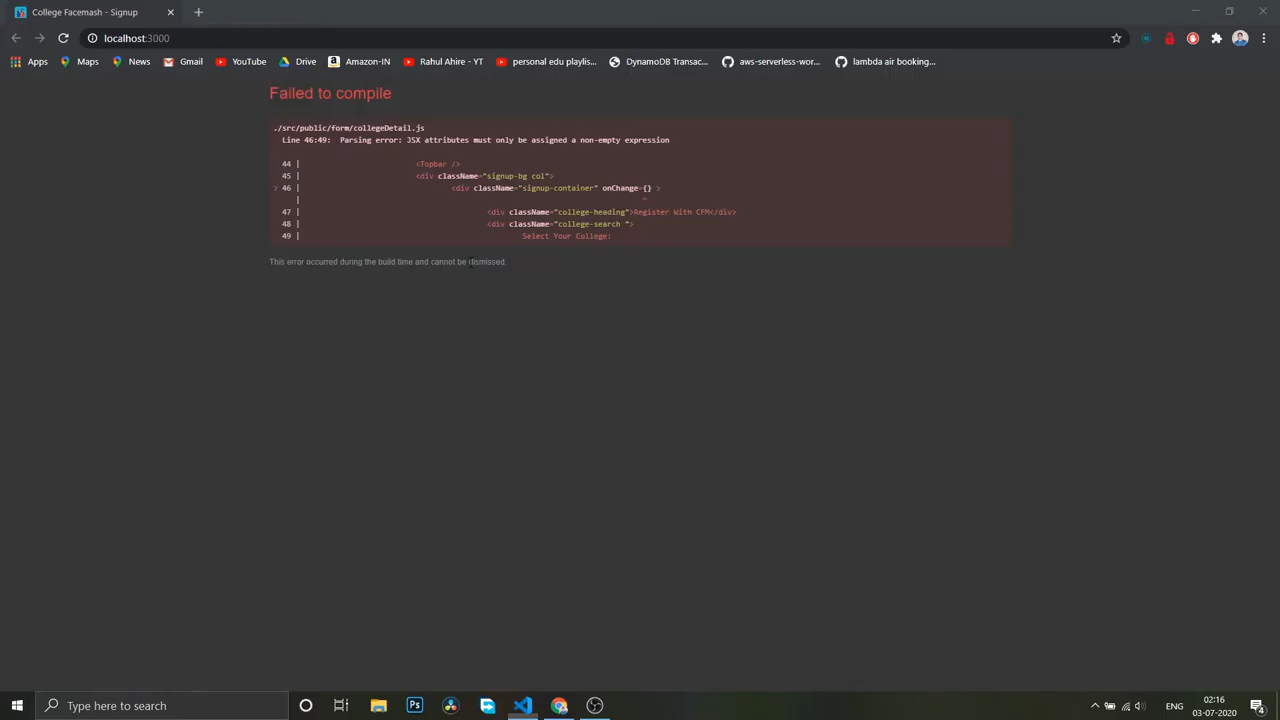 College Facemash - Signup
localhost:3000
Apps Maps News Gmail YouTube Drive Amazon-IN Rahul Ahire - YT personal edu playlis... DynamoDB Transac... aws-serverless-wor... lambda air booking...
Failed to compile
./src/public/form/collegeDetail.js
Line 46:49: Parsing error: JSX attributes must only be assigned a non-empty expression
44 | <Topbar />
45 | <div className="signup-bg col">
> 46 | <div className="signup-container" onChange={} >
| ^
47 | <div className="college-heading">Register With CFM</div>
48 | <div className="college-search ">
49 | Select Your College:
This error occurred during the build time and cannot be dismissed.
Type here to search
Ps
ENG
02:16
03-07-2020
4